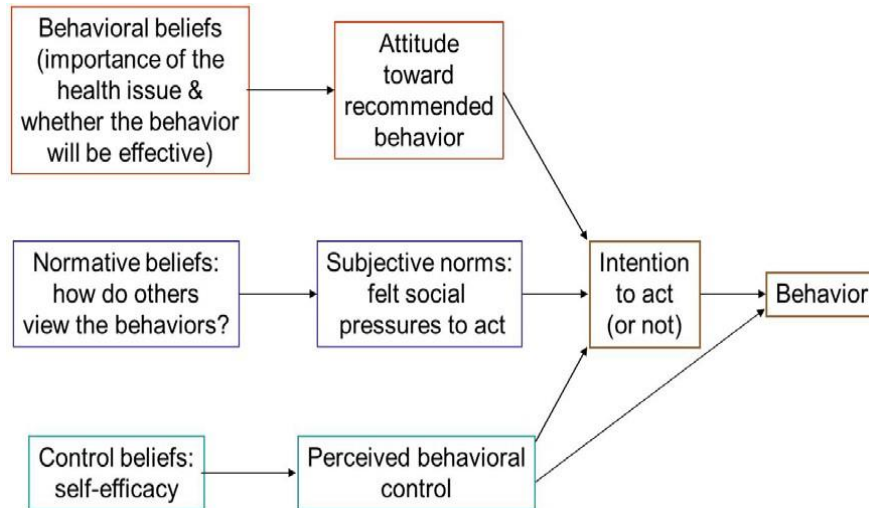 Behavioral beliefs
(importance of the
health issue &
whether the behavior
will be effective)
Attitude
toward
recommended
behavior
Normative beliefs:
how do others
view the behaviors?
Subjective norms:
felt social
pressures to act
Intention
to act
(or not)
Behavior
Control beliefs:
self-efficacy
Perceived behavioral
control